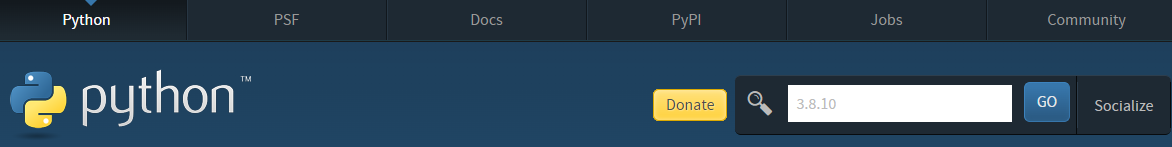 Python PSF Docs PyPI Jobs Community
python™ Donate 3.8.10 GO Socialize